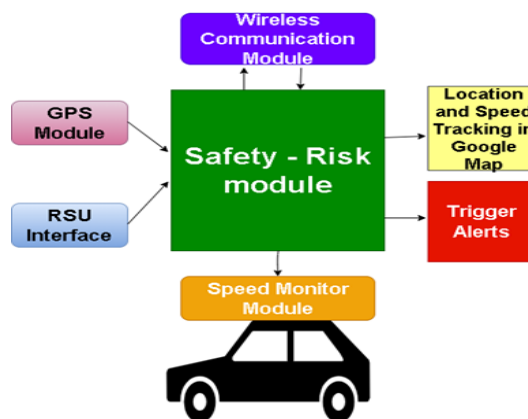 Wireless
Communication
Module
GPS
Module
RSU
Interface
Safety - Risk
module
Location
and Speed
Tracking in
Google
Map
Trigger
Alerts
Speed Monitor
Module